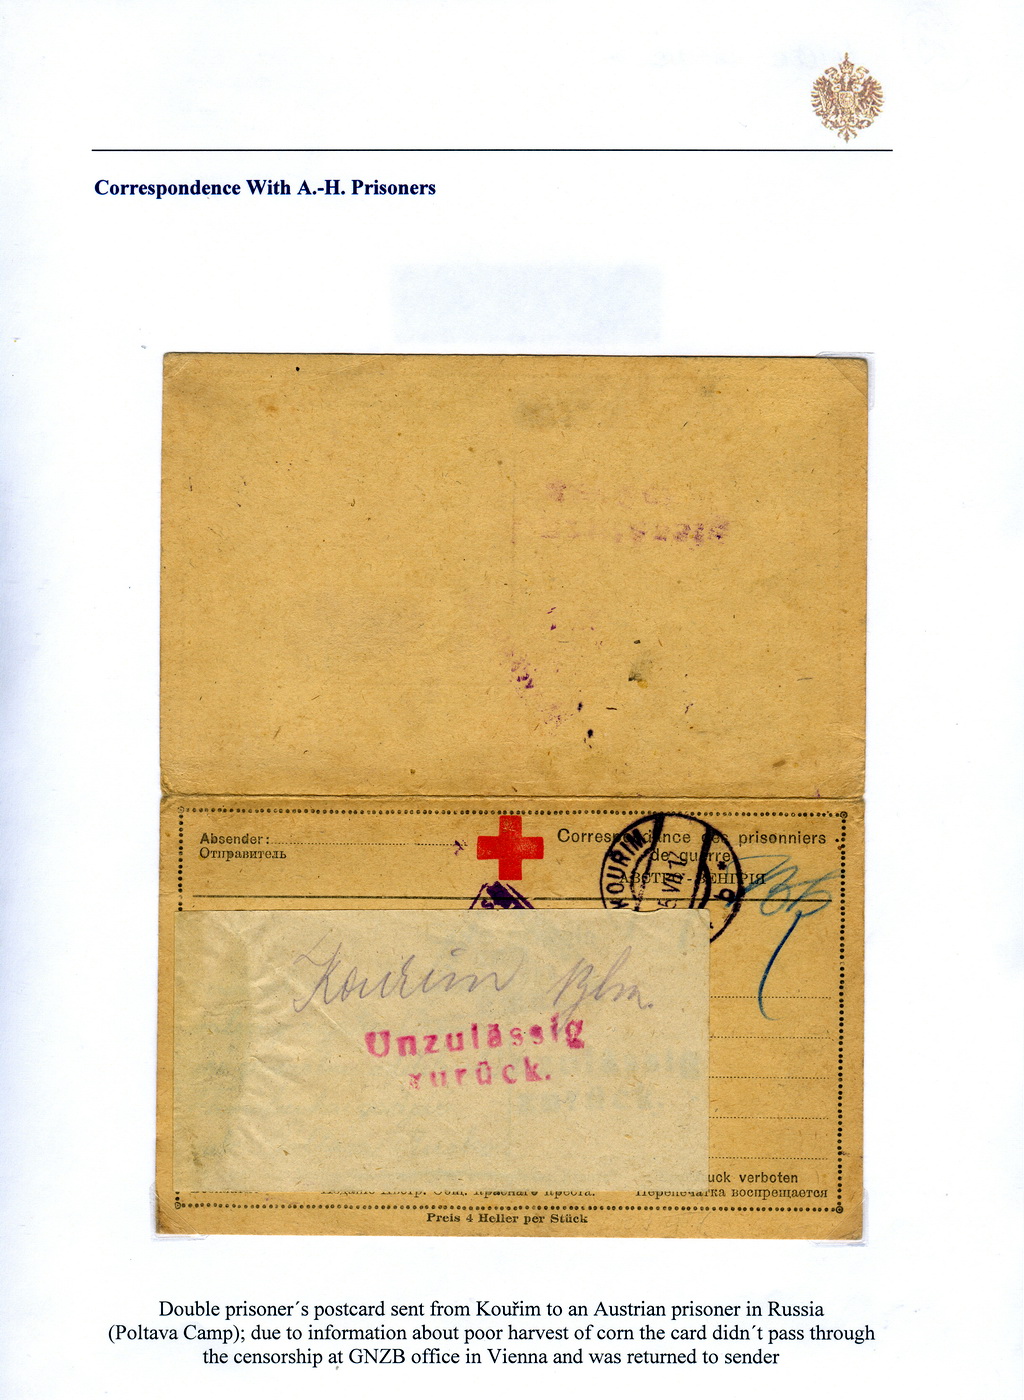 Correspondence With A.-H. Prisoners
Absender:
Отправитель
Correspondance des prisonniers
de guerre
АВСТРО-ВЕНГРІЯ
KOUŘIM
VII 17
Kouřim Blm.
Unzulässig
zurück.
uck verboten
Перепечатка воспрещается
Preis 4 Heller per Stück
Double prisoner´s postcard sent from Kouřim to an Austrian prisoner in Russia
(Poltava Camp); due to information about poor harvest of corn the card didn´t pass through
the censorship at GNZB office in Vienna and was returned to sender